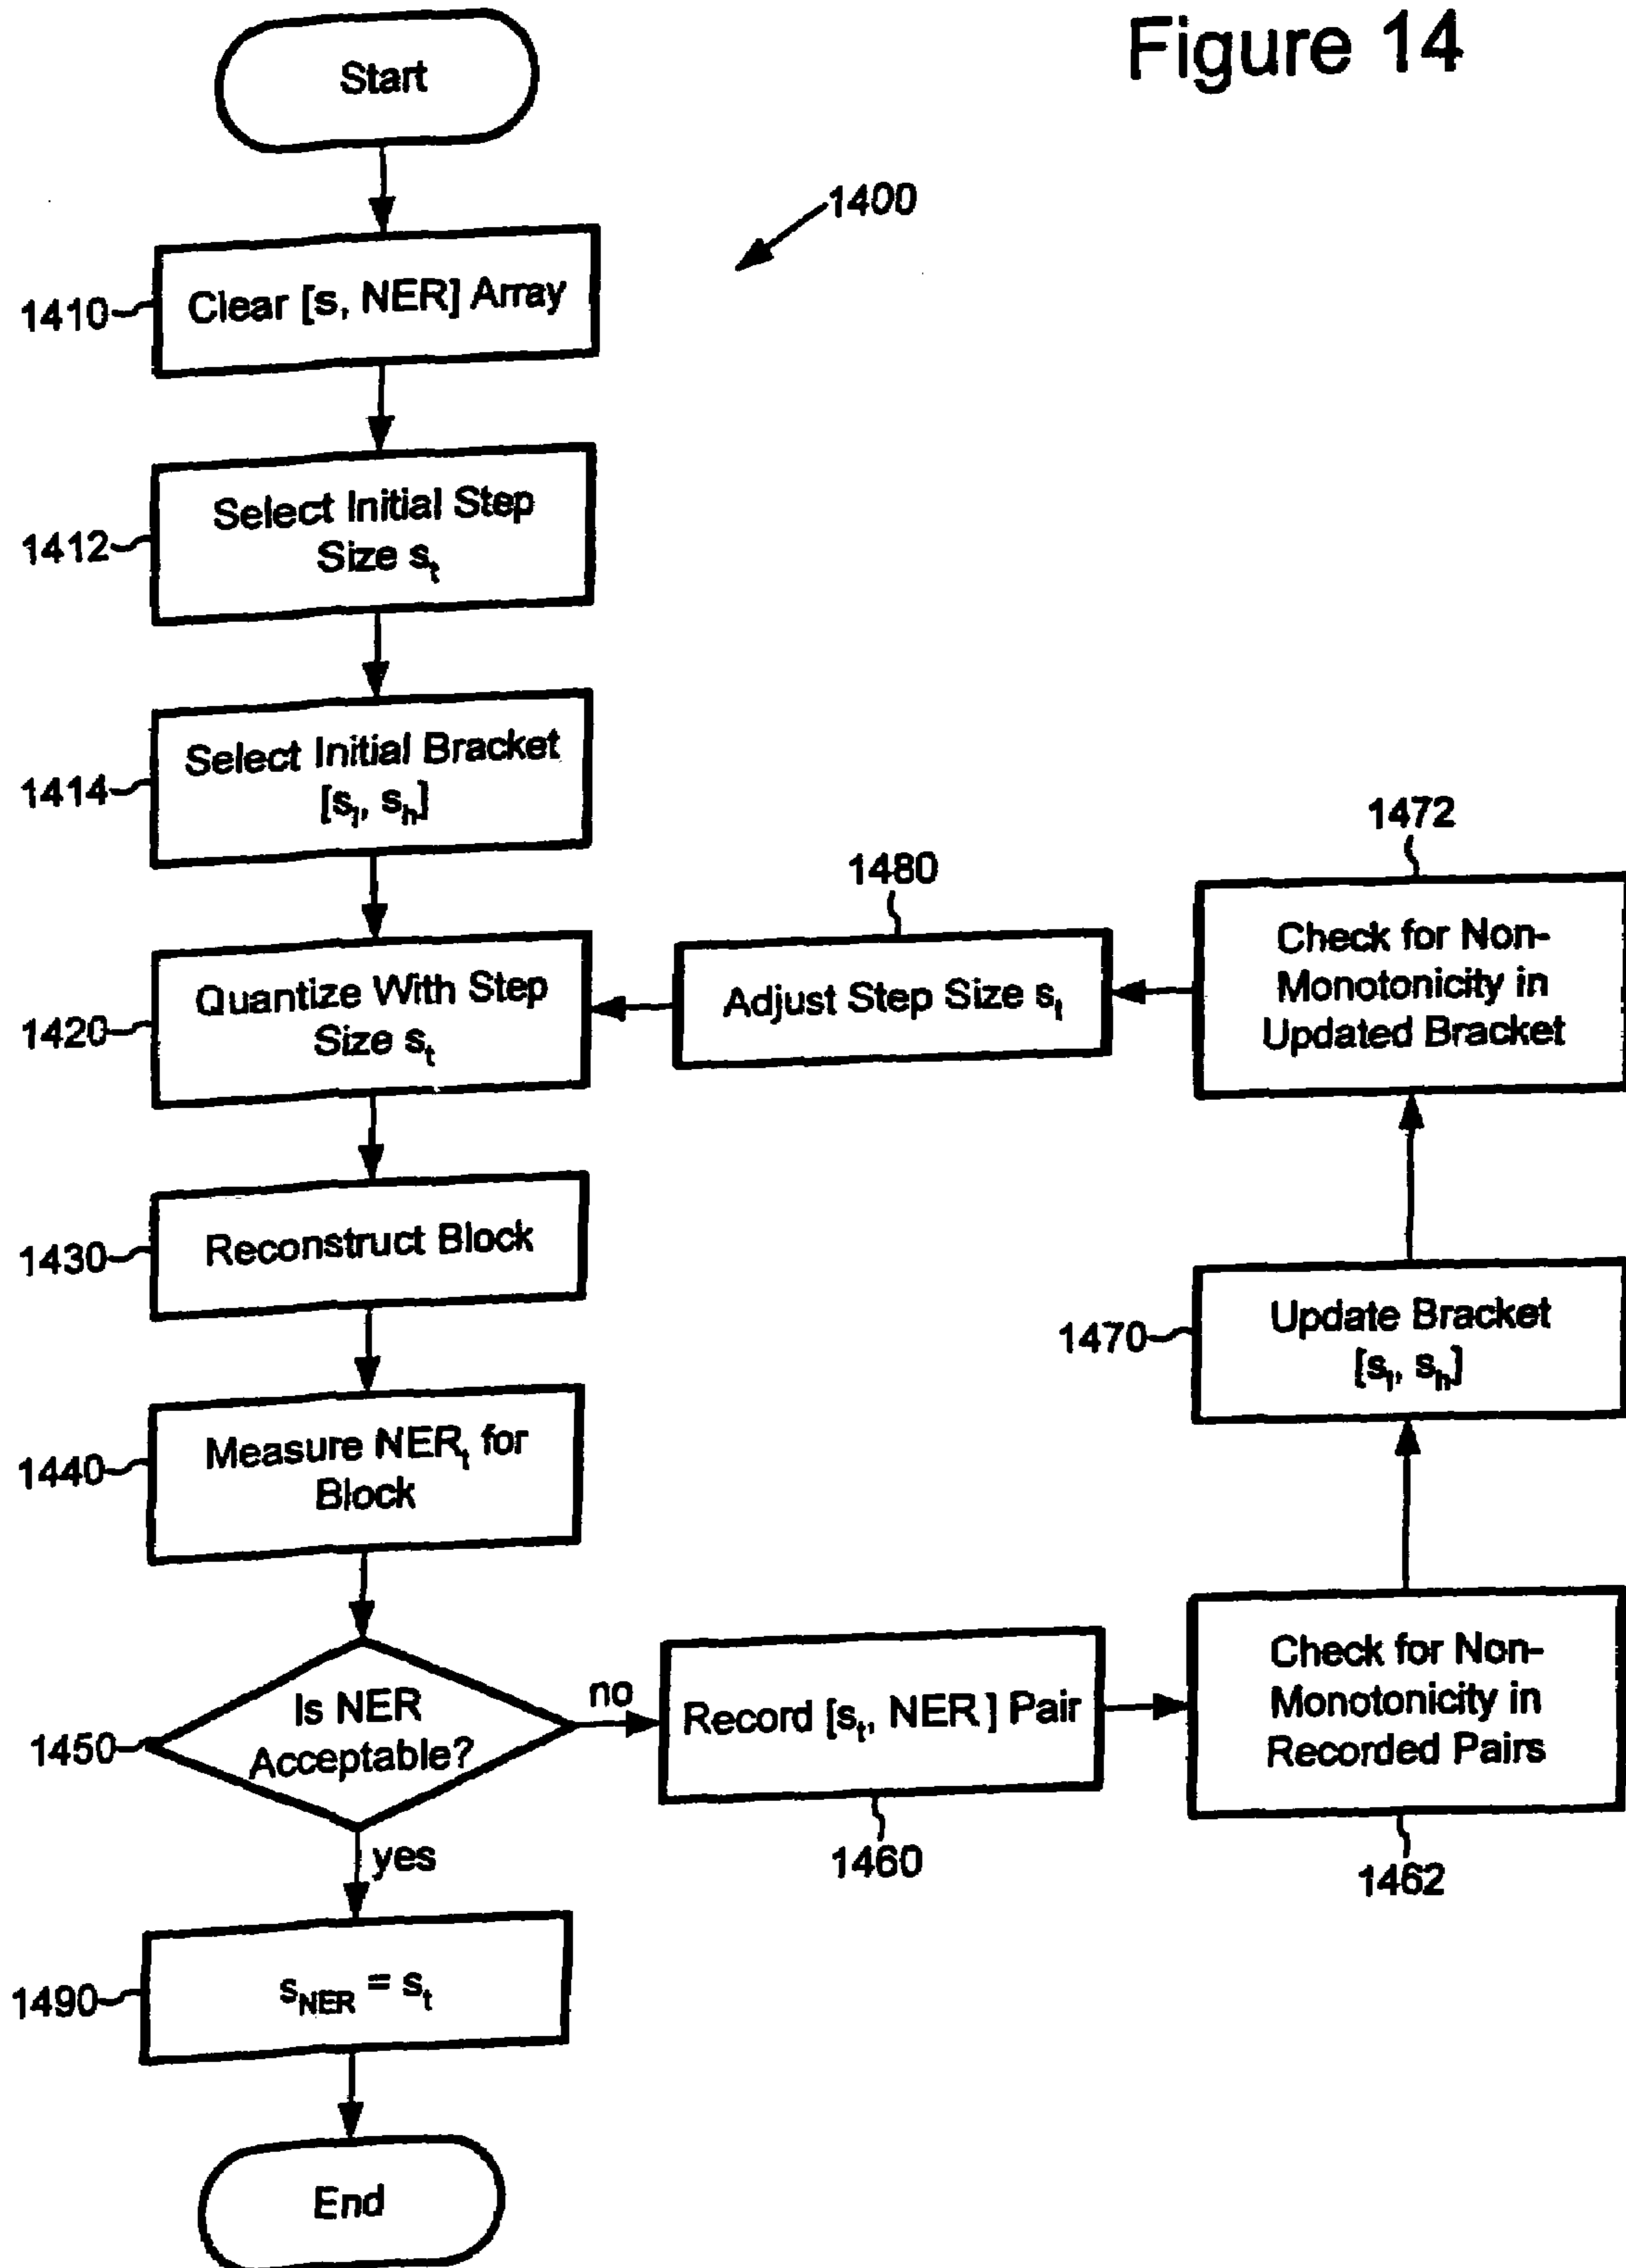 Figure 14
Start
1400
1410
Clear [s, NER] Array
1412
Select Initial Step
Size sₜ
1414
Select Initial Bracket
[sₗ, sₕ]
1472
1480
Check for Non-
Monotonicity in
Updated Bracket
Adjust Step Size sₜ
1420
Quantize With Step
Size sₜ
1430
Reconstruct Block
1470
Update Bracket
[sₗ, sₕ]
1440
Measure NERₜ for
Block
1450
Is NER
Acceptable?
no
Record [sₜ, NER ] Pair
Check for Non-
Monotonicity in
Recorded Pairs
1460
1462
yes
1490
s_NER = sₜ
End